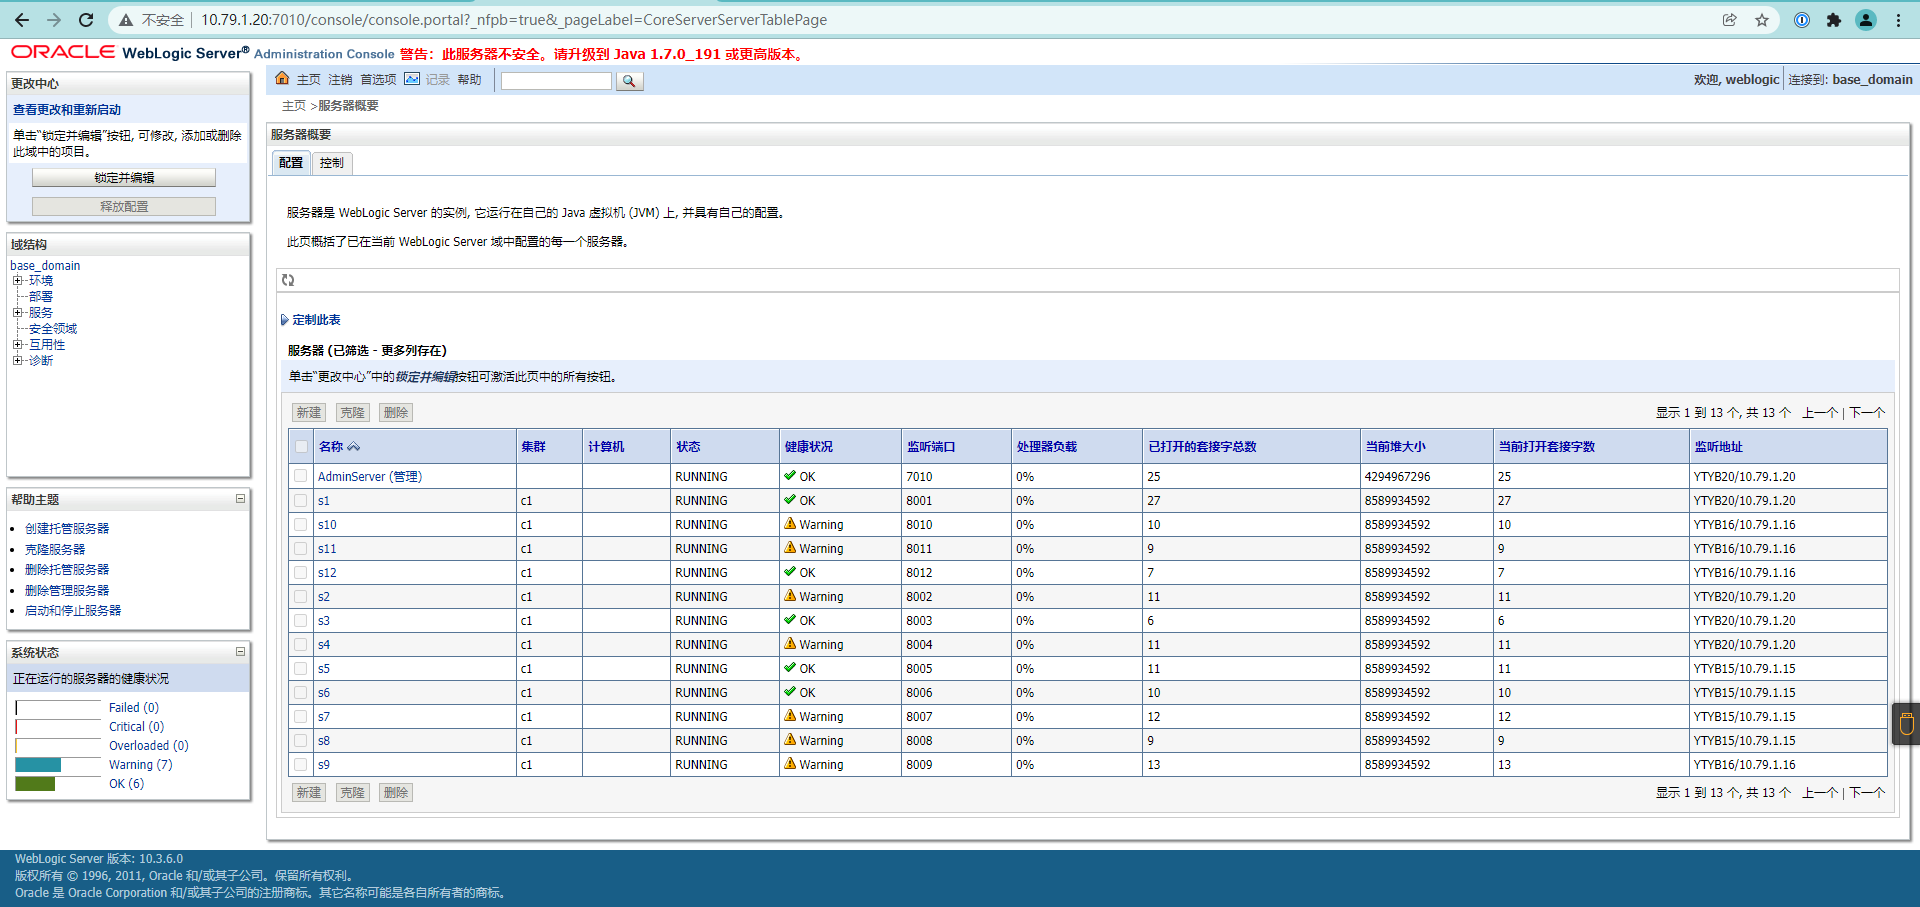 不安全 | 10.79.1.20:7010/console/console.portal?_nfpb=true&_pageLabel=CoreServerServerTablePage
ORACLE WebLogic Server® Administration Console 警告：此服务器不安全。请升级到 Java 1.7.0_191 或更高版本。
更改中心
查看更改和重新启动
单击“锁定并编辑”按钮, 可修改, 添加或删除
此域中的项目。
锁定并编辑
释放配置
域结构
base_domain
环境
部署
服务
安全领域
互用性
诊断
帮助主题
创建托管服务器
克隆服务器
删除托管服务器
删除管理服务器
启动和停止服务器
系统状态
正在运行的服务器的健康状况
Failed (0)
Critical (0)
Overloaded (0)
Warning (7)
OK (6)
主页 注销 首选项 记录 帮助
欢迎, weblogic 连接到: base_domain
主页 >服务器概要
服务器概要
配置 控制
服务器是 WebLogic Server 的实例, 它运行在自己的 Java 虚拟机 (JVM) 上, 并具有自己的配置。
此页概括了已在当前 WebLogic Server 域中配置的每一个服务器。
定制此表
服务器 (已筛选 - 更多列存在)
单击“更改中心”中的锁定并编辑按钮可激活此页中的所有按钮。
新建 克隆 删除 显示 1 到 13 个, 共 13 个 上一个 | 下一个
名称 集群 计算机 状态 健康状况 监听端口 处理器负载 已打开的套接字总数 当前堆大小 当前打开套接字数 监听地址
AdminServer (管理) RUNNING OK 7010 0% 25 4294967296 25 YTYB20/10.79.1.20
s1 c1 RUNNING OK 8001 0% 27 8589934592 27 YTYB20/10.79.1.20
s10 c1 RUNNING Warning 8010 0% 10 8589934592 10 YTYB16/10.79.1.16
s11 c1 RUNNING Warning 8011 0% 9 8589934592 9 YTYB16/10.79.1.16
s12 c1 RUNNING OK 8012 0% 7 8589934592 7 YTYB16/10.79.1.16
s2 c1 RUNNING Warning 8002 0% 11 8589934592 11 YTYB20/10.79.1.20
s3 c1 RUNNING OK 8003 0% 6 8589934592 6 YTYB20/10.79.1.20
s4 c1 RUNNING Warning 8004 0% 11 8589934592 11 YTYB20/10.79.1.20
s5 c1 RUNNING OK 8005 0% 11 8589934592 11 YTYB15/10.79.1.15
s6 c1 RUNNING OK 8006 0% 10 8589934592 10 YTYB15/10.79.1.15
s7 c1 RUNNING Warning 8007 0% 12 8589934592 12 YTYB15/10.79.1.15
s8 c1 RUNNING Warning 8008 0% 9 8589934592 9 YTYB15/10.79.1.15
s9 c1 RUNNING Warning 8009 0% 13 8589934592 13 YTYB16/10.79.1.16
新建 克隆 删除 显示 1 到 13 个, 共 13 个 上一个 | 下一个
WebLogic Server 版本: 10.3.6.0
版权所有 © 1996, 2011, Oracle 和/或其子公司。保留所有权利。
Oracle 是 Oracle Corporation 和/或其子公司的注册商标。其它名称可能是各自所有者的商标。